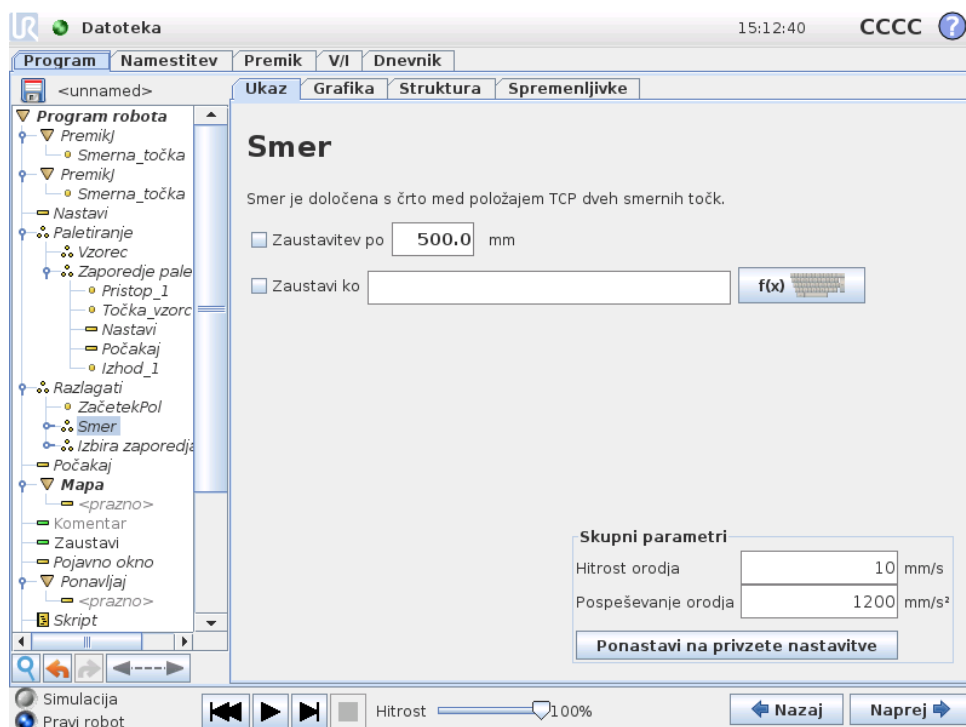 UR Datoteka 15:12:40 CCCC ?
Program Namestitev Premik V/I Dnevnik
<unnamed>
Ukaz Grafika Struktura Spremenljivke
Program robota
PremikJ
Smerna_točka
PremikJ
Smerna_točka
Nastavi
Paletiranje
Vzorec
Zaporedje pale
Pristop_1
Točka_vzorc
Nastavi
Počakaj
Izhod_1
Razlagati
ZačetekPol
Smer
Izbira zaporedja
Počakaj
Mapa
<prazno>
Komentar
Zaustavi
Pojavno okno
Ponavljaj
<prazno>
Skript
Smer
Smer je določena s črto med položajem TCP dveh smernih točk.
Zaustavitev po 500.0 mm
Zaustavi ko f(x)
Skupni parametri
Hitrost orodja 10 mm/s
Pospeševanje orodja 1200 mm/s²
Ponastavi na privzete nastavitve
Simulacija
Pravi robot
Hitrost 100%
Nazaj Naprej